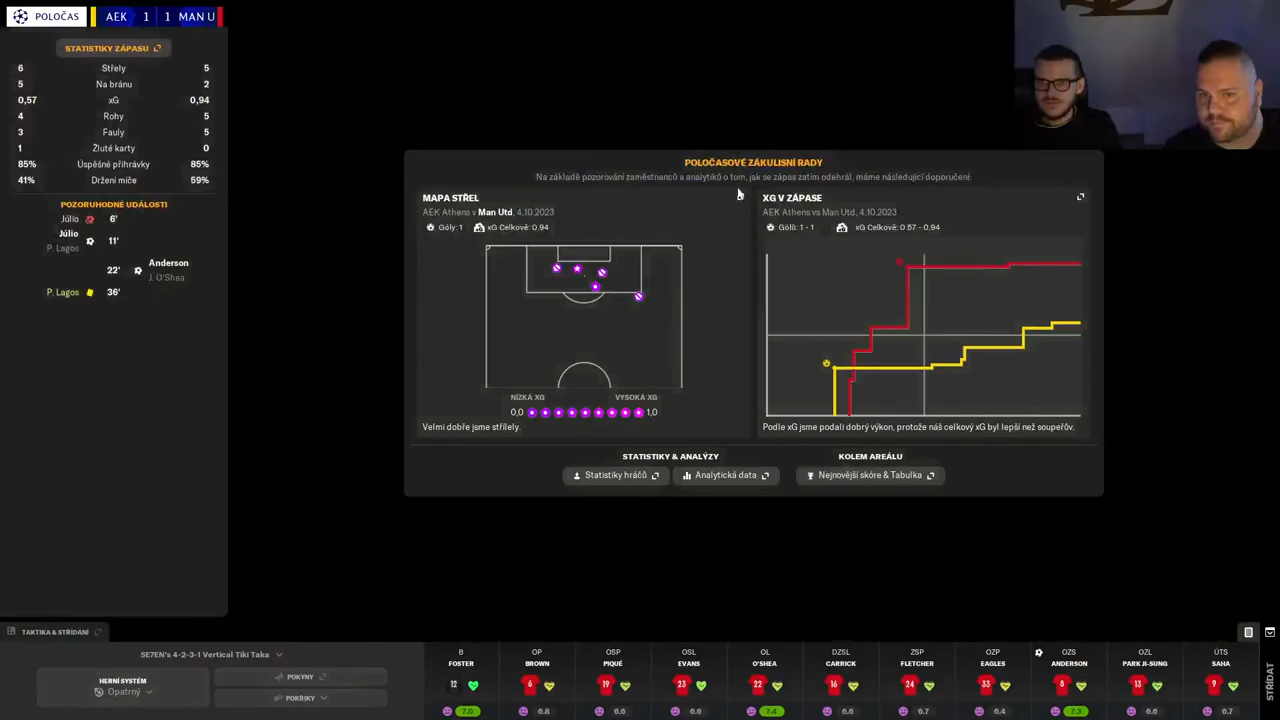 POLOČAS AEK 1 1 MAN U
STATISTIKY ZÁPASU
6 Střely 5
5 Na bránu 2
0,57 xG 0,94
4 Rohy 5
3 Fauly 5
1 Žluté karty 0
85% Úspěšné přihrávky 85%
41% Držení míče 59%
POZORUHODNÉ UDÁLOSTI
Júlio 6'
Júlio
P. Lagos 11'
Anderson
22' J. O'Shea
P. Lagos 36'
POLOČASOVÉ ZÁKULISNÍ RADY
Na základě pozorování zaměstnanců a analytiků o tom, jak se zápas zatím odehrál, máme následující doporučení:
MAPA STŘEL
AEK Athens v Man Utd, 4.10.2023
Góly: 1 xG Celkově: 0.94
NÍZKÁ XG VYSOKÁ XG
0,0 1,0
Velmi dobře jsme střílely.
XG V ZÁPASE
AEK Athens vs Man Utd, 4.10.2023
Gólů: 1 - 1 xG Celkově: 0.57 - 0.94
Podle xG jsme podali dobrý výkon, protože náš celkový xG byl lepší než soupeřův.
STATISTIKY & ANALÝZY
Statistiky hráčů Analytická data
KOLEM AREÁLU
Nejnovější skóre & Tabulka
TAKTIKA & STŘÍDÁNÍ
SE7EN's 4-2-3-1 Vertical Tiki Taka
HERNÍ SYSTÉM
Opatrný
POKYNY
POKŘIKY
B OP OSP OSL OL DZSL ZSP OZP OZS OZL ÚTS
FOSTER BROWN PIQUÉ EVANS O'SHEA CARRICK FLETCHER EAGLES ANDERSON PARK JI-SUNG SAHA
12 6 19 23 22 16 24 33 8 13 9
7.0 6.8 6.6 6.6 7.4 6.6 6.7 6.4 7.3 6.6 6.7
STŘÍDAT